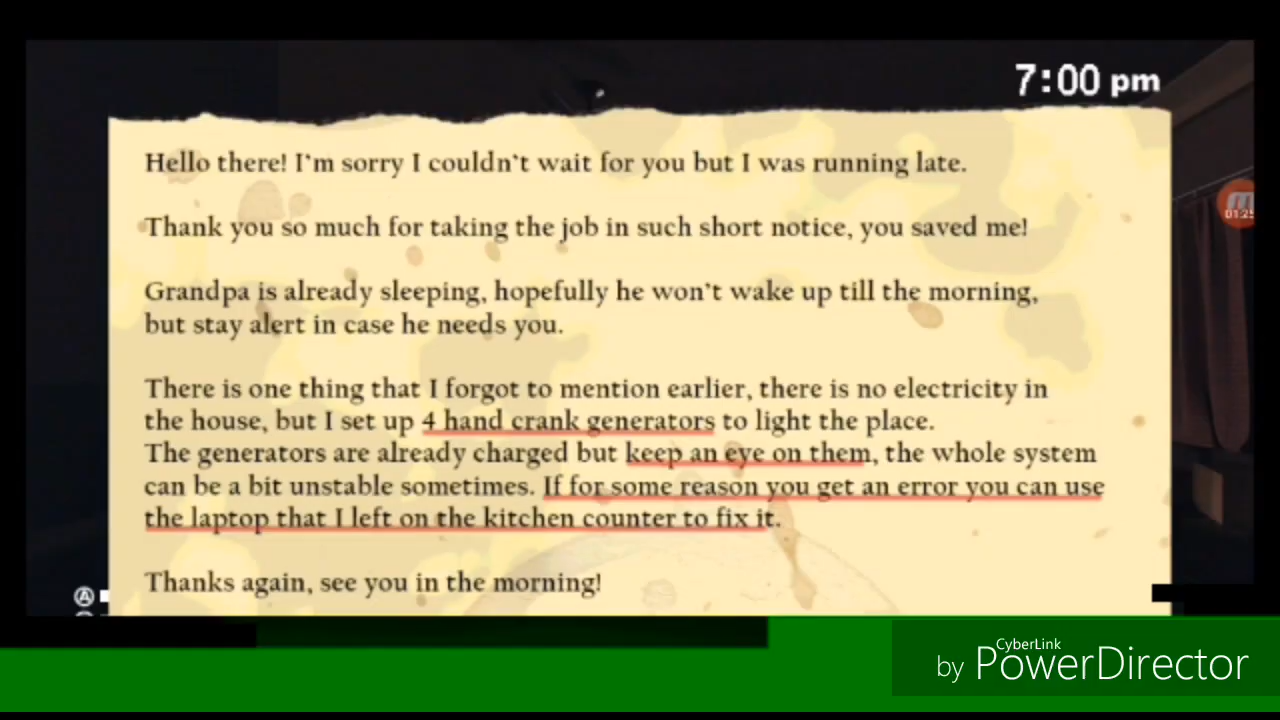 7:00 pm
Hello there! I'm sorry I couldn't wait for you but I was running late.
Thank you so much for taking the job in such short notice, you saved me!
Grandpa is already sleeping, hopefully he won't wake up till the morning,
but stay alert in case he needs you.
There is one thing that I forgot to mention earlier, there is no electricity in
the house, but I set up 4 hand crank generators to light the place.
The generators are already charged but keep an eye on them, the whole system
can be a bit unstable sometimes. If for some reason you get an error you can use
the laptop that I left on the kitchen counter to fix it.
Thanks again, see you in the morning!
01:25
A
CyberLink
by PowerDirector